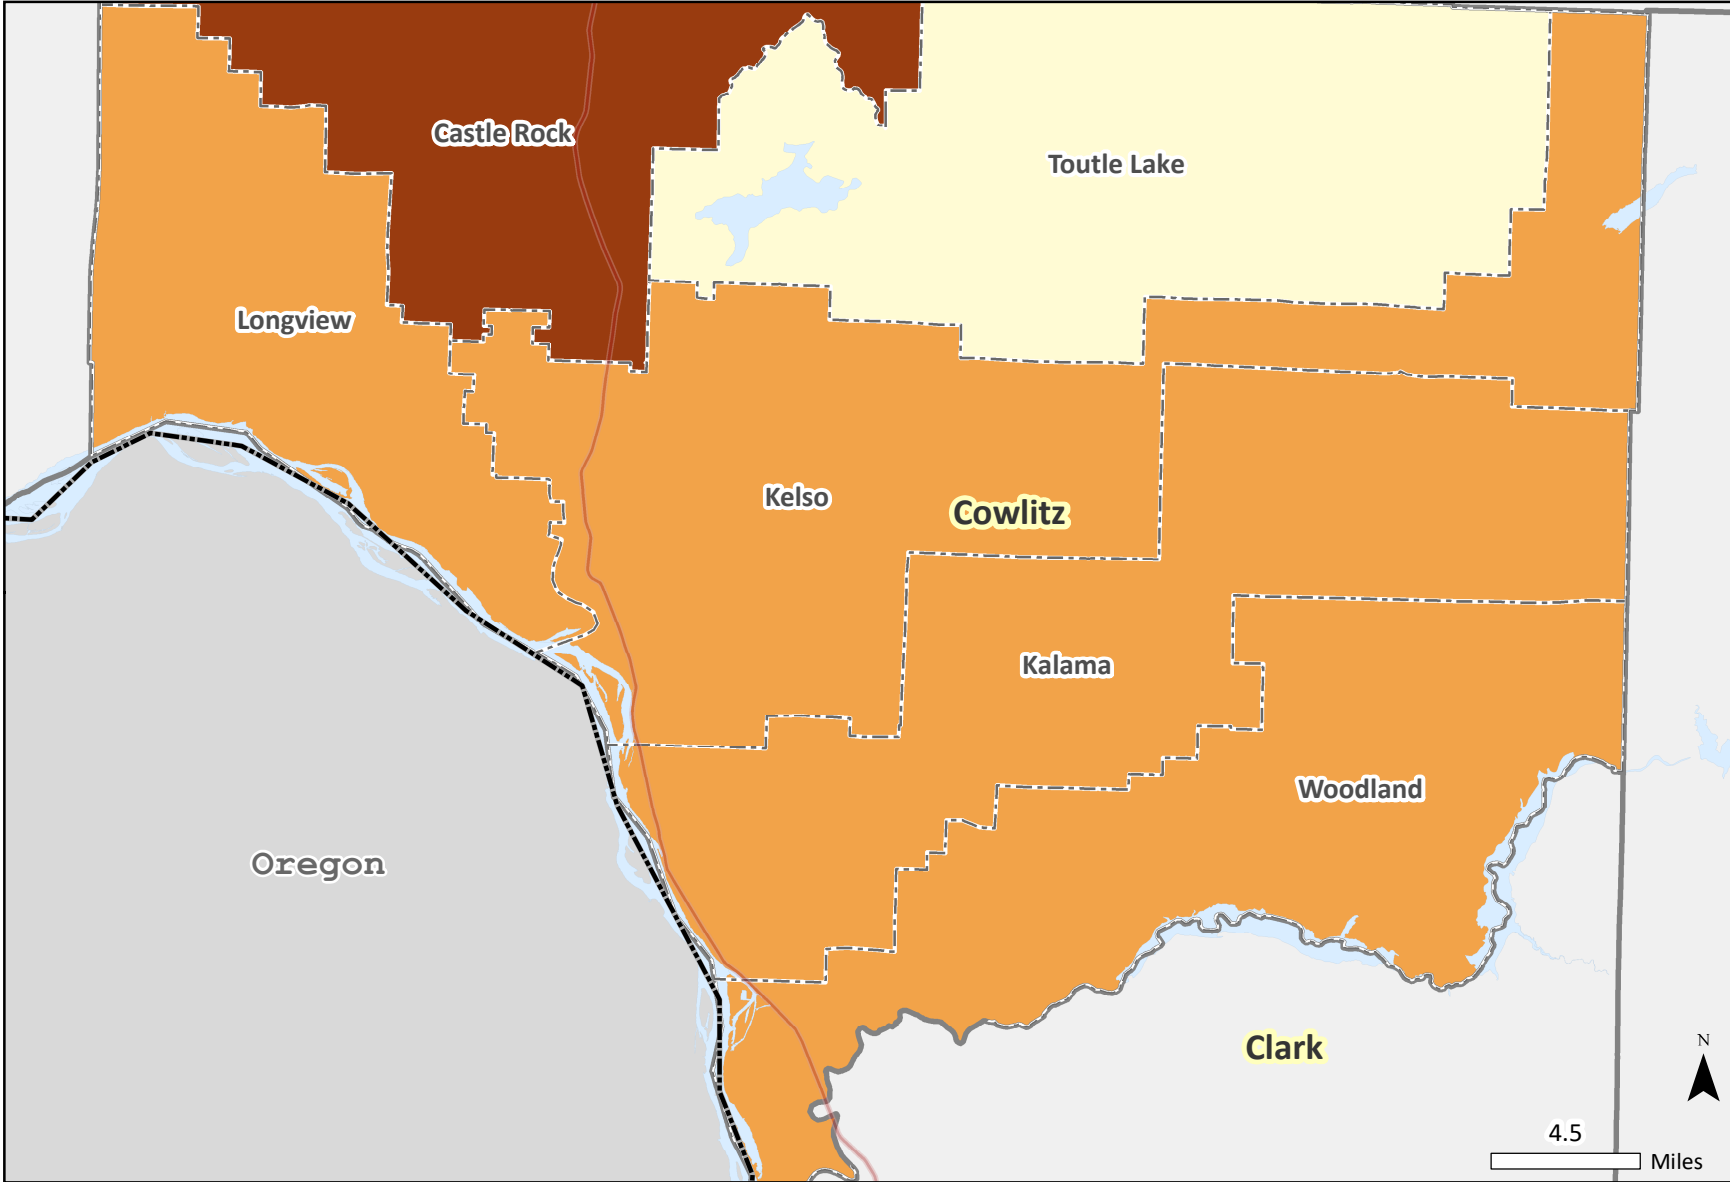 Castle Rock
Toutle Lake
Longview
Kelso
Cowlitz
Kalama
Woodland
Oregon
Clark
N
4.5
Miles